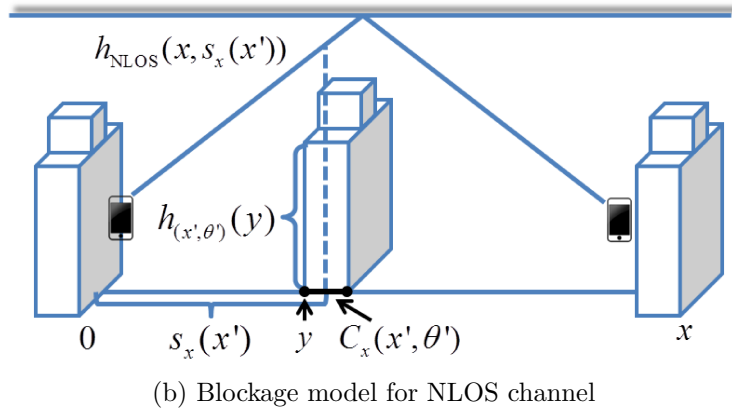 h_NLOS(x, s_x(x'))
h_(x',θ')(y)
0 s_x(x') y C_x(x',θ') x
(b) Blockage model for NLOS channel